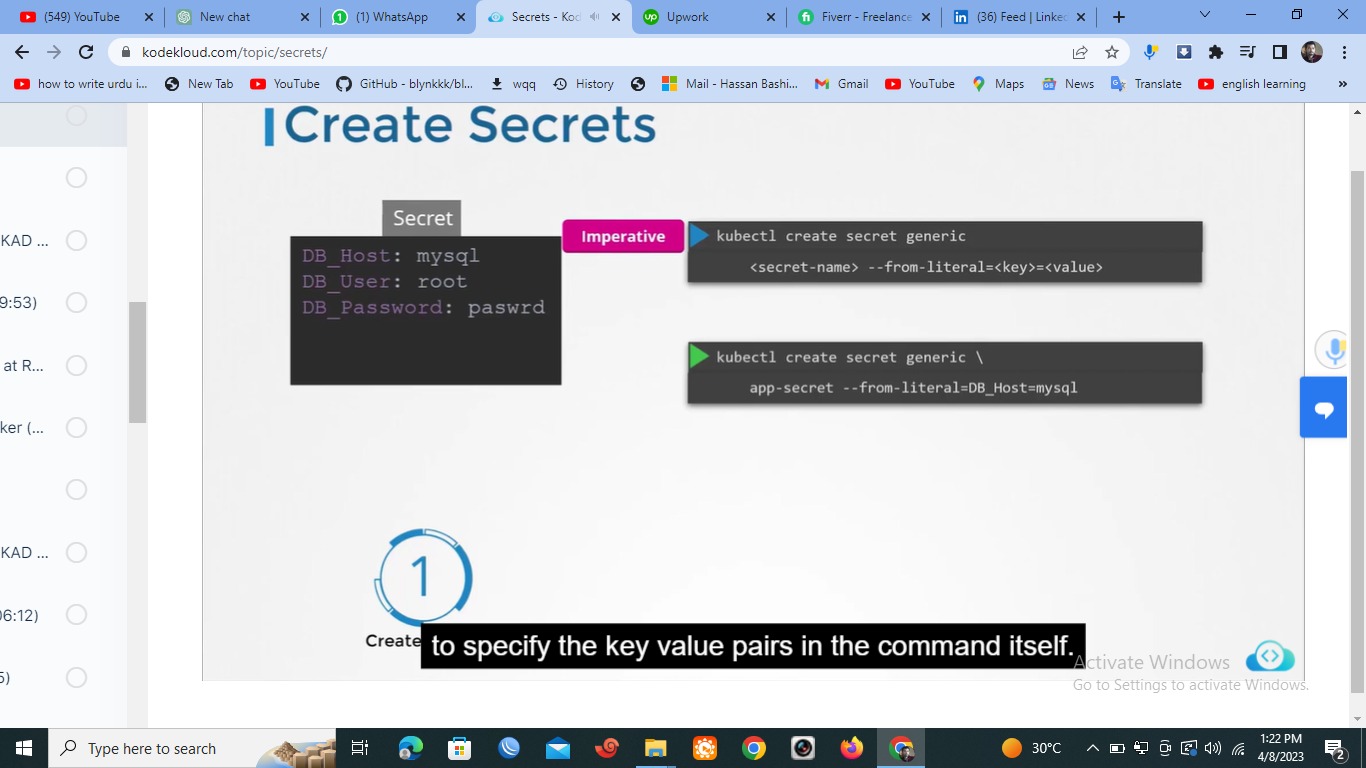 (549) YouTube
New chat
(1) WhatsApp
Secrets - Kod
Upwork
Fiverr - Freelance
(36) Feed | Linke
kodekloud.com/topic/secrets/
how to write urdu i...
New Tab
YouTube
GitHub - blynkkk/bl...
wqq
History
Mail - Hassan Bashi...
Gmail
YouTube
Maps
News
Translate
english learning
»
KAD ...
9:53)
at R...
ker (...
KAD ...
06:12)
5)
Create Secrets
Secret
DB_Host: mysql
DB_User: root
DB_Password: paswrd
Imperative
kubectl create secret generic
<secret-name> --from-literal=<key>=<value>
kubectl create secret generic \
app-secret --from-literal=DB_Host=mysql
1
Create
to specify the key value pairs in the command itself.
Activate Windows
Go to Settings to activate Windows.
Type here to search
30°C
1:22 PM
4/8/2023
2